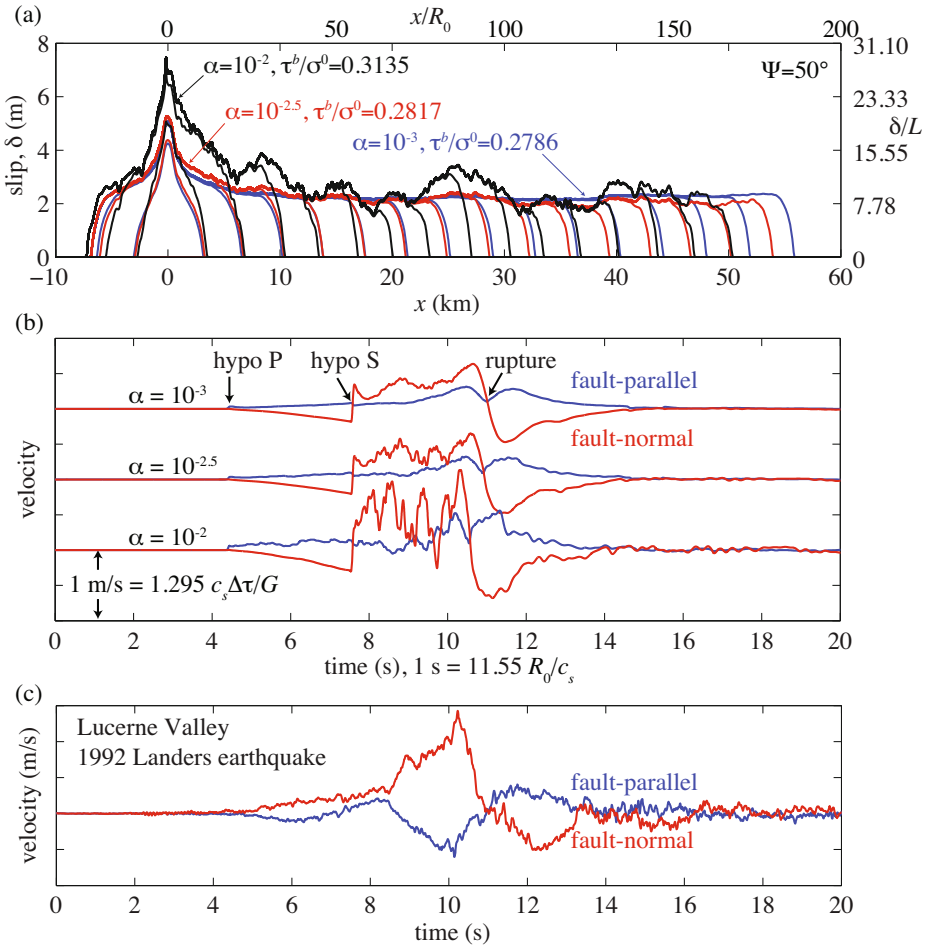 (a)
x/R₀
0 50 100 150 200
8 6 4 2 0
slip, δ (m)
α=10⁻², τᵇ/σ⁰=0.3135
α=10⁻²·⁵, τᵇ/σ⁰=0.2817
α=10⁻³, τᵇ/σ⁰=0.2786
Ψ=50°
31.10
23.33
δ/L
15.55
7.78
0
−10 0 10 20 30 40 50 60
x (km)
(b)
hypo P
hypo S
rupture
α = 10⁻³
fault-parallel
fault-normal
α = 10⁻²·⁵
velocity
α = 10⁻²
1 m/s = 1.295 cₛΔτ/G
0 2 4 6 8 10 12 14 16 18 20
time (s), 1 s = 11.55 R₀/cₛ
(c)
Lucerne Valley
1992 Landers earthquake
velocity (m/s)
fault-parallel
fault-normal
0 2 4 6 8 10 12 14 16 18 20
time (s)